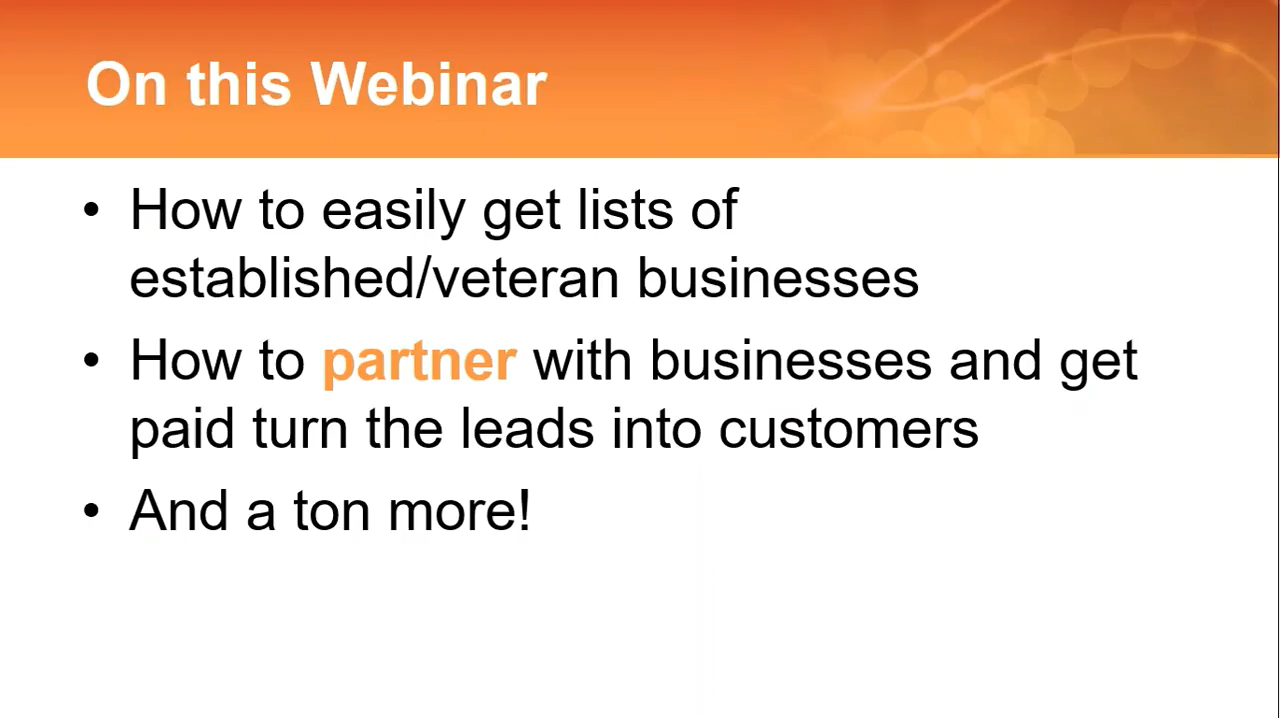 On this Webinar
• How to easily get lists of
established/veteran businesses
• How to partner with businesses and get
paid turn the leads into customers
• And a ton more!